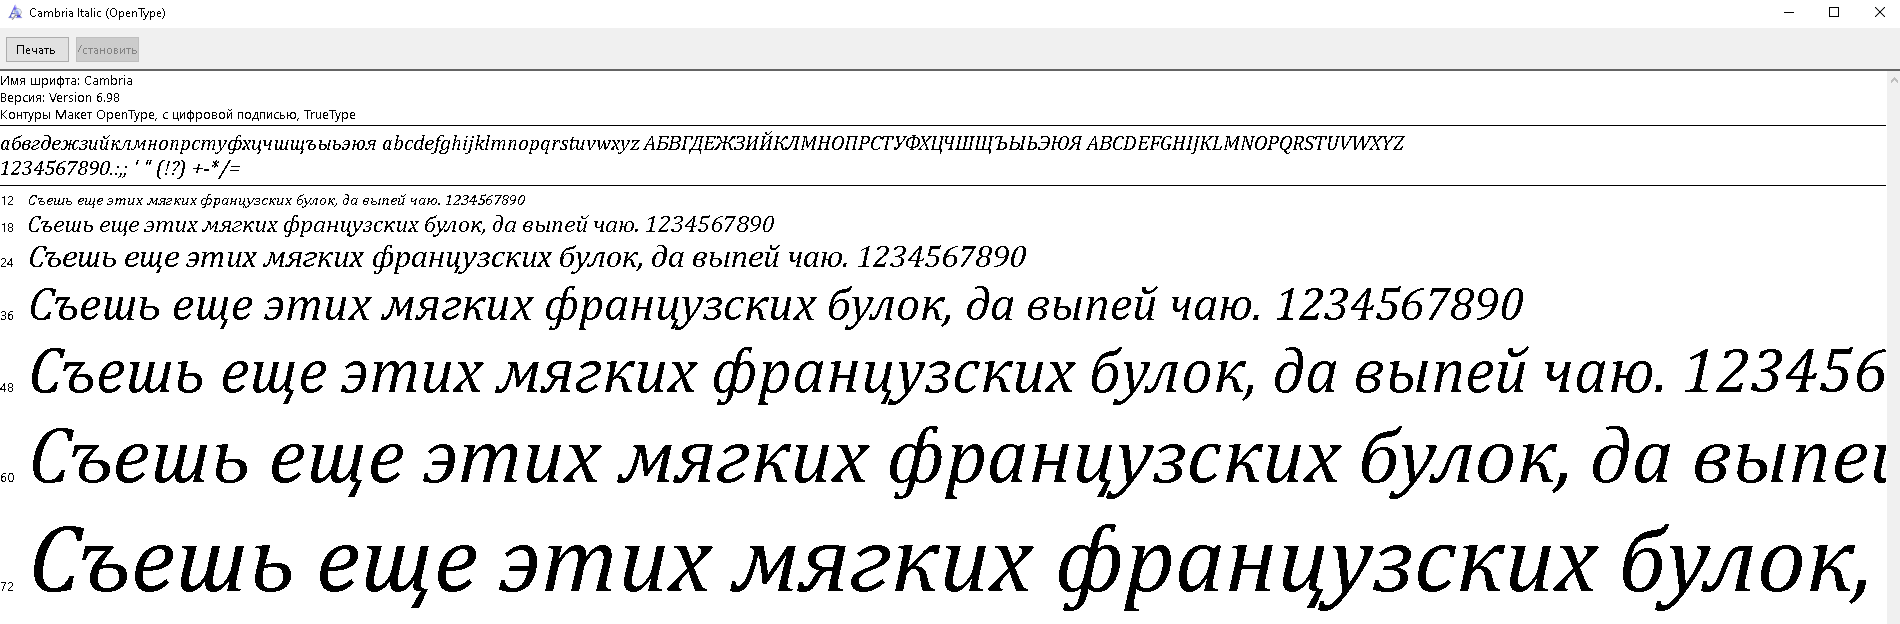 Cambria Italic (OpenType)
Печать
Установить
Имя шрифта: Cambria
Версия: Version 6.98
Контуры Макет OpenType, с цифровой подписью, TrueType
абвгдежзийклмнопрстуфхцчшщъыьэюя abcdefghijklmnopqrstuvwxyz АБВГДЕЖЗИЙКЛМНОПРСТУФХЦЧШЩЪЫЬЭЮЯ ABCDEFGHIJKLMNOPQRSTUVWXYZ
1234567890.:,; ' " (!?) +-*/=
12 Съешь еще этих мягких французских булок, да выпей чаю. 1234567890
18 Съешь еще этих мягких французских булок, да выпей чаю. 1234567890
24 Съешь еще этих мягких французских булок, да выпей чаю. 1234567890
36 Съешь еще этих мягких французских булок, да выпей чаю. 1234567890
48 Съешь еще этих мягких французских булок, да выпей чаю. 123456
60 Съешь еще этих мягких французских булок, да выпей
72 Съешь еще этих мягких французских булок,